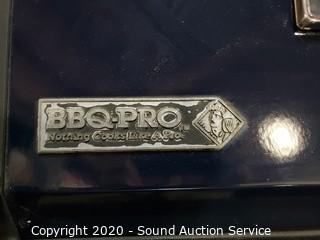 BBQ-PRO
Nothing Cooks Like A Pro
Copyright 2020 - Sound Auction Service